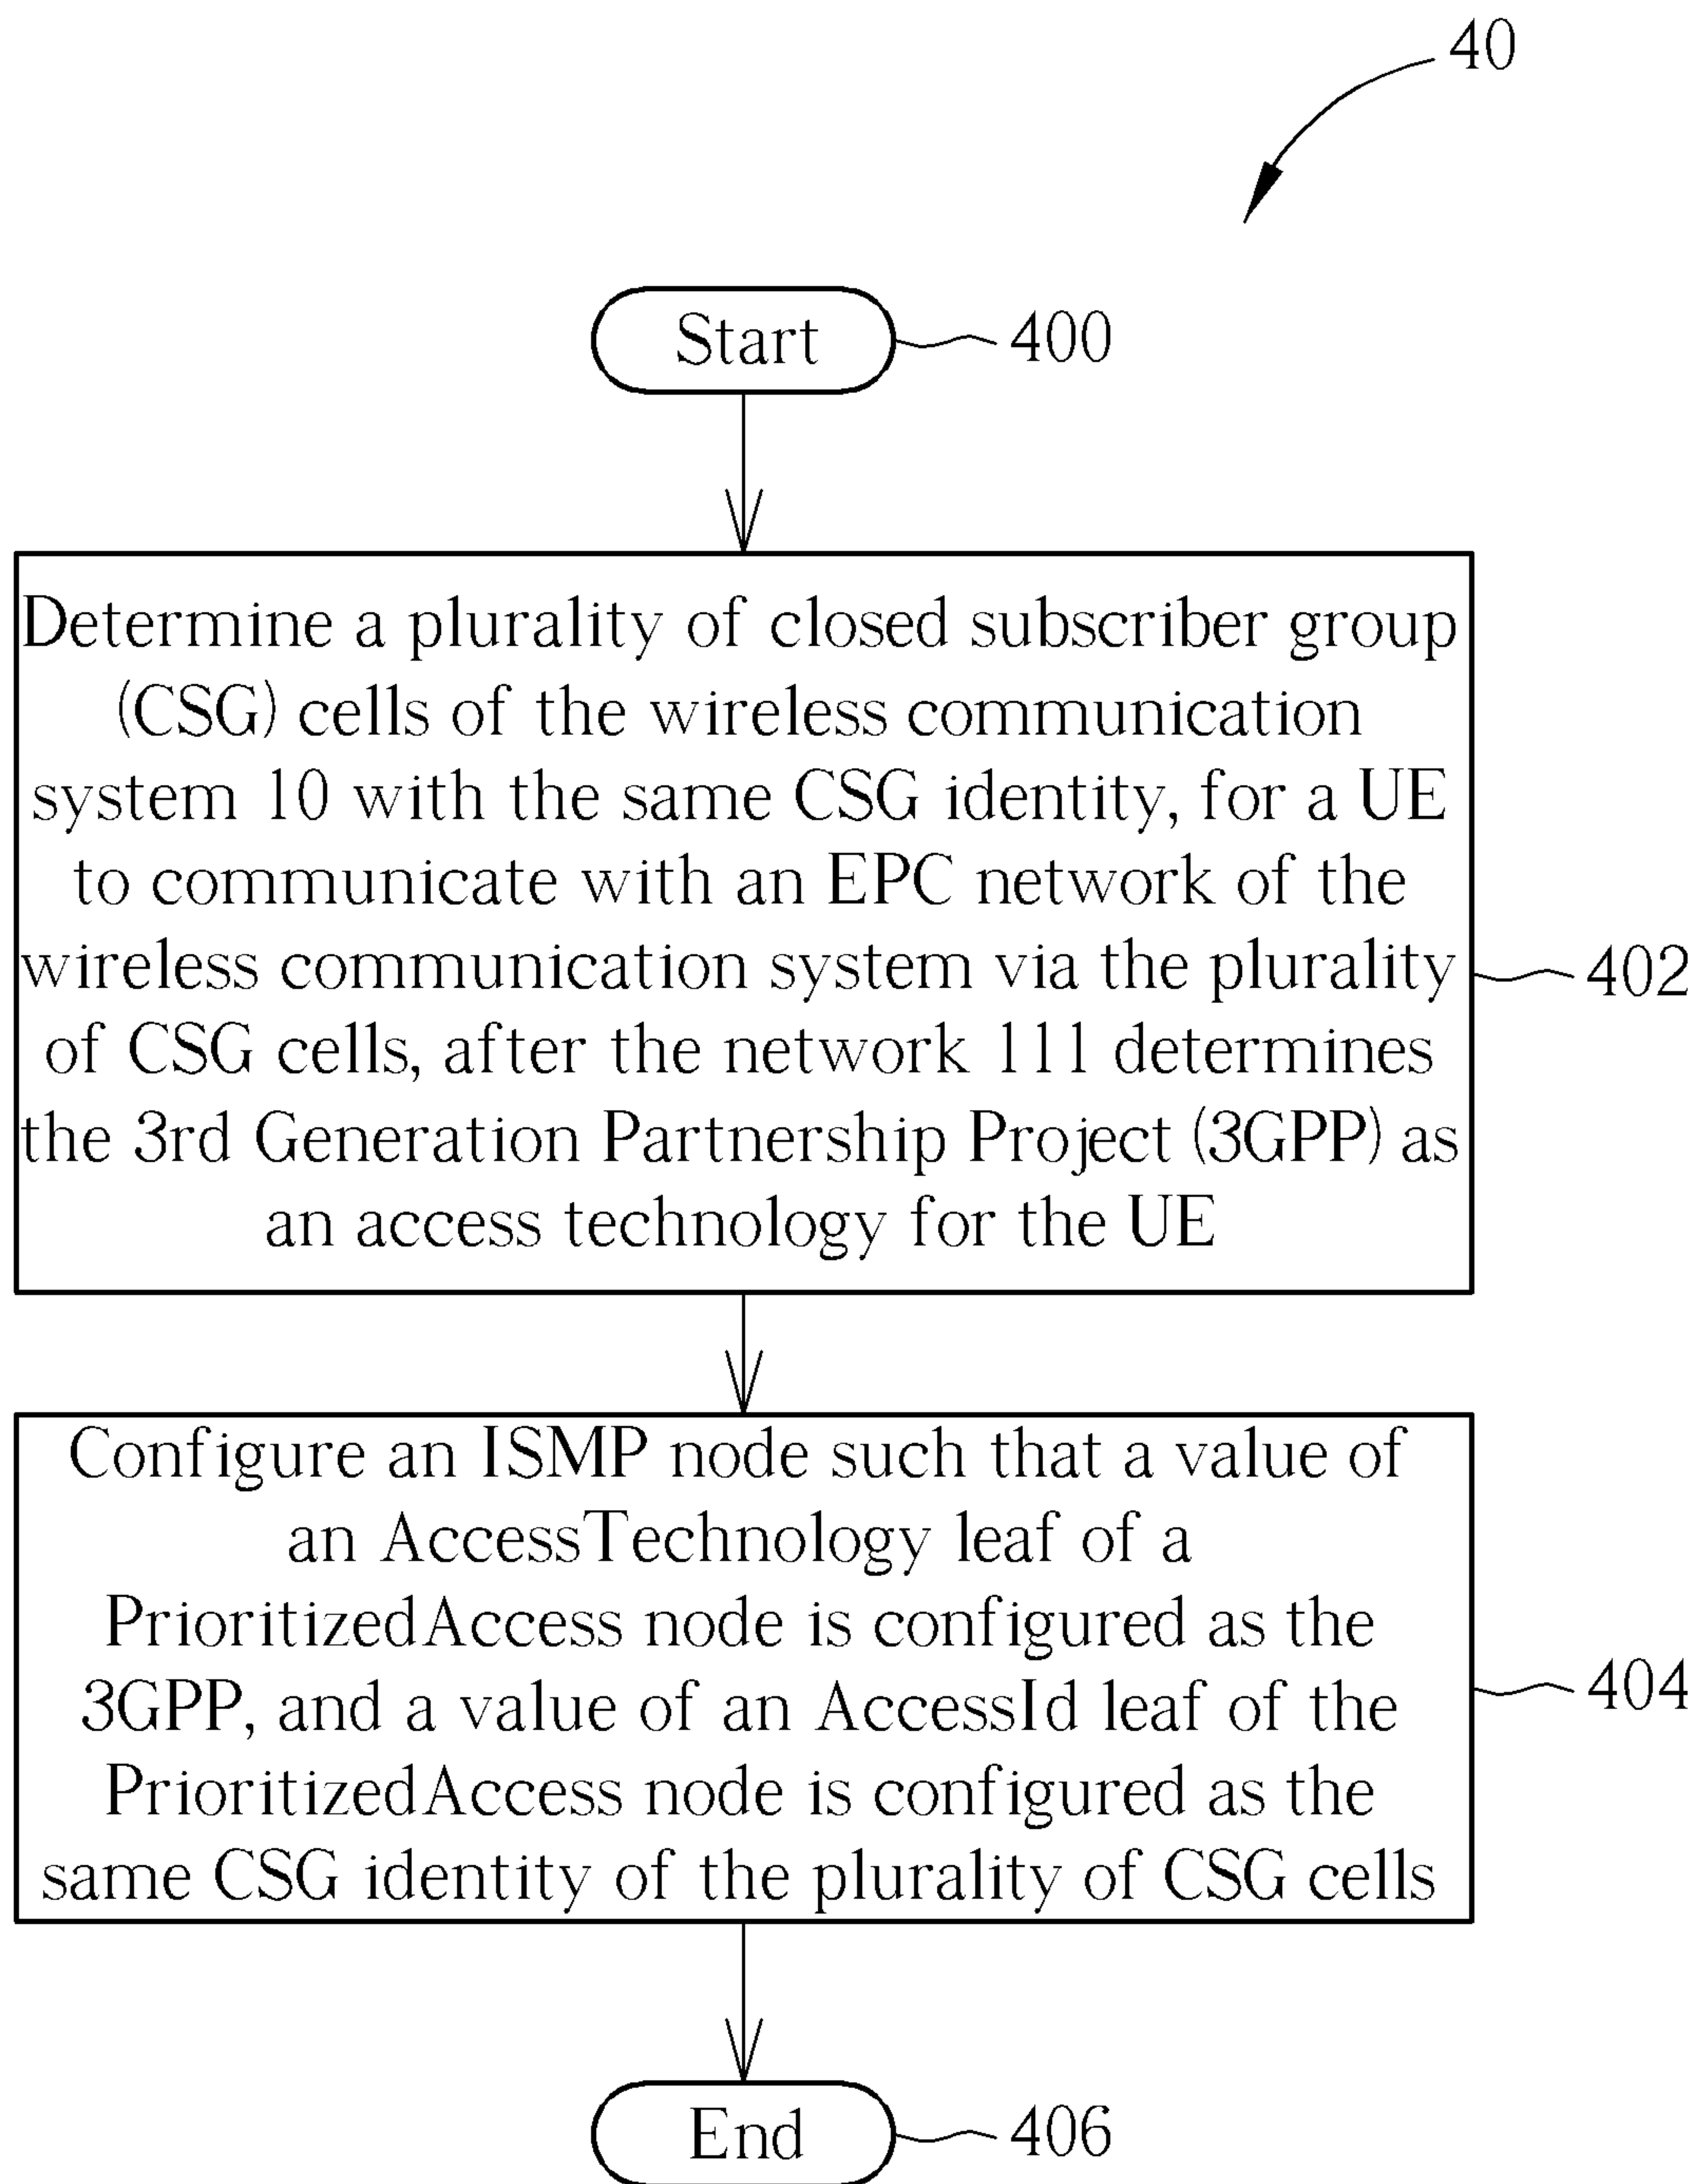 40
Start
400
Determine a plurality of closed subscriber group
(CSG) cells of the wireless communication
system 10 with the same CSG identity, for a UE
to communicate with an EPC network of the
wireless communication system via the plurality
of CSG cells, after the network 111 determines
the 3rd Generation Partnership Project (3GPP) as
an access technology for the UE
402
Configure an ISMP node such that a value of
an AccessTechnology leaf of a
PrioritizedAccess node is configured as the
3GPP, and a value of an AccessId leaf of the
PrioritizedAccess node is configured as the
same CSG identity of the plurality of CSG cells
404
End
406